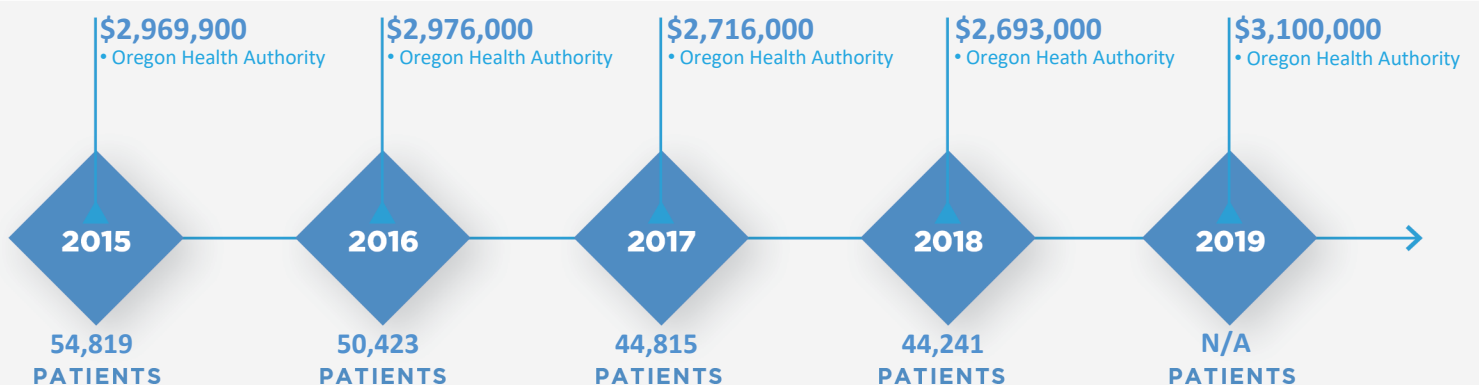 $2,969,900
• Oregon Health Authority
$2,976,000
• Oregon Health Authority
$2,716,000
• Oregon Health Authority
$2,693,000
• Oregon Heath Authority
$3,100,000
• Oregon Health Authority
2015
2016
2017
2018
2019
54,819
PATIENTS
50,423
PATIENTS
44,815
PATIENTS
44,241
PATIENTS
N/A
PATIENTS